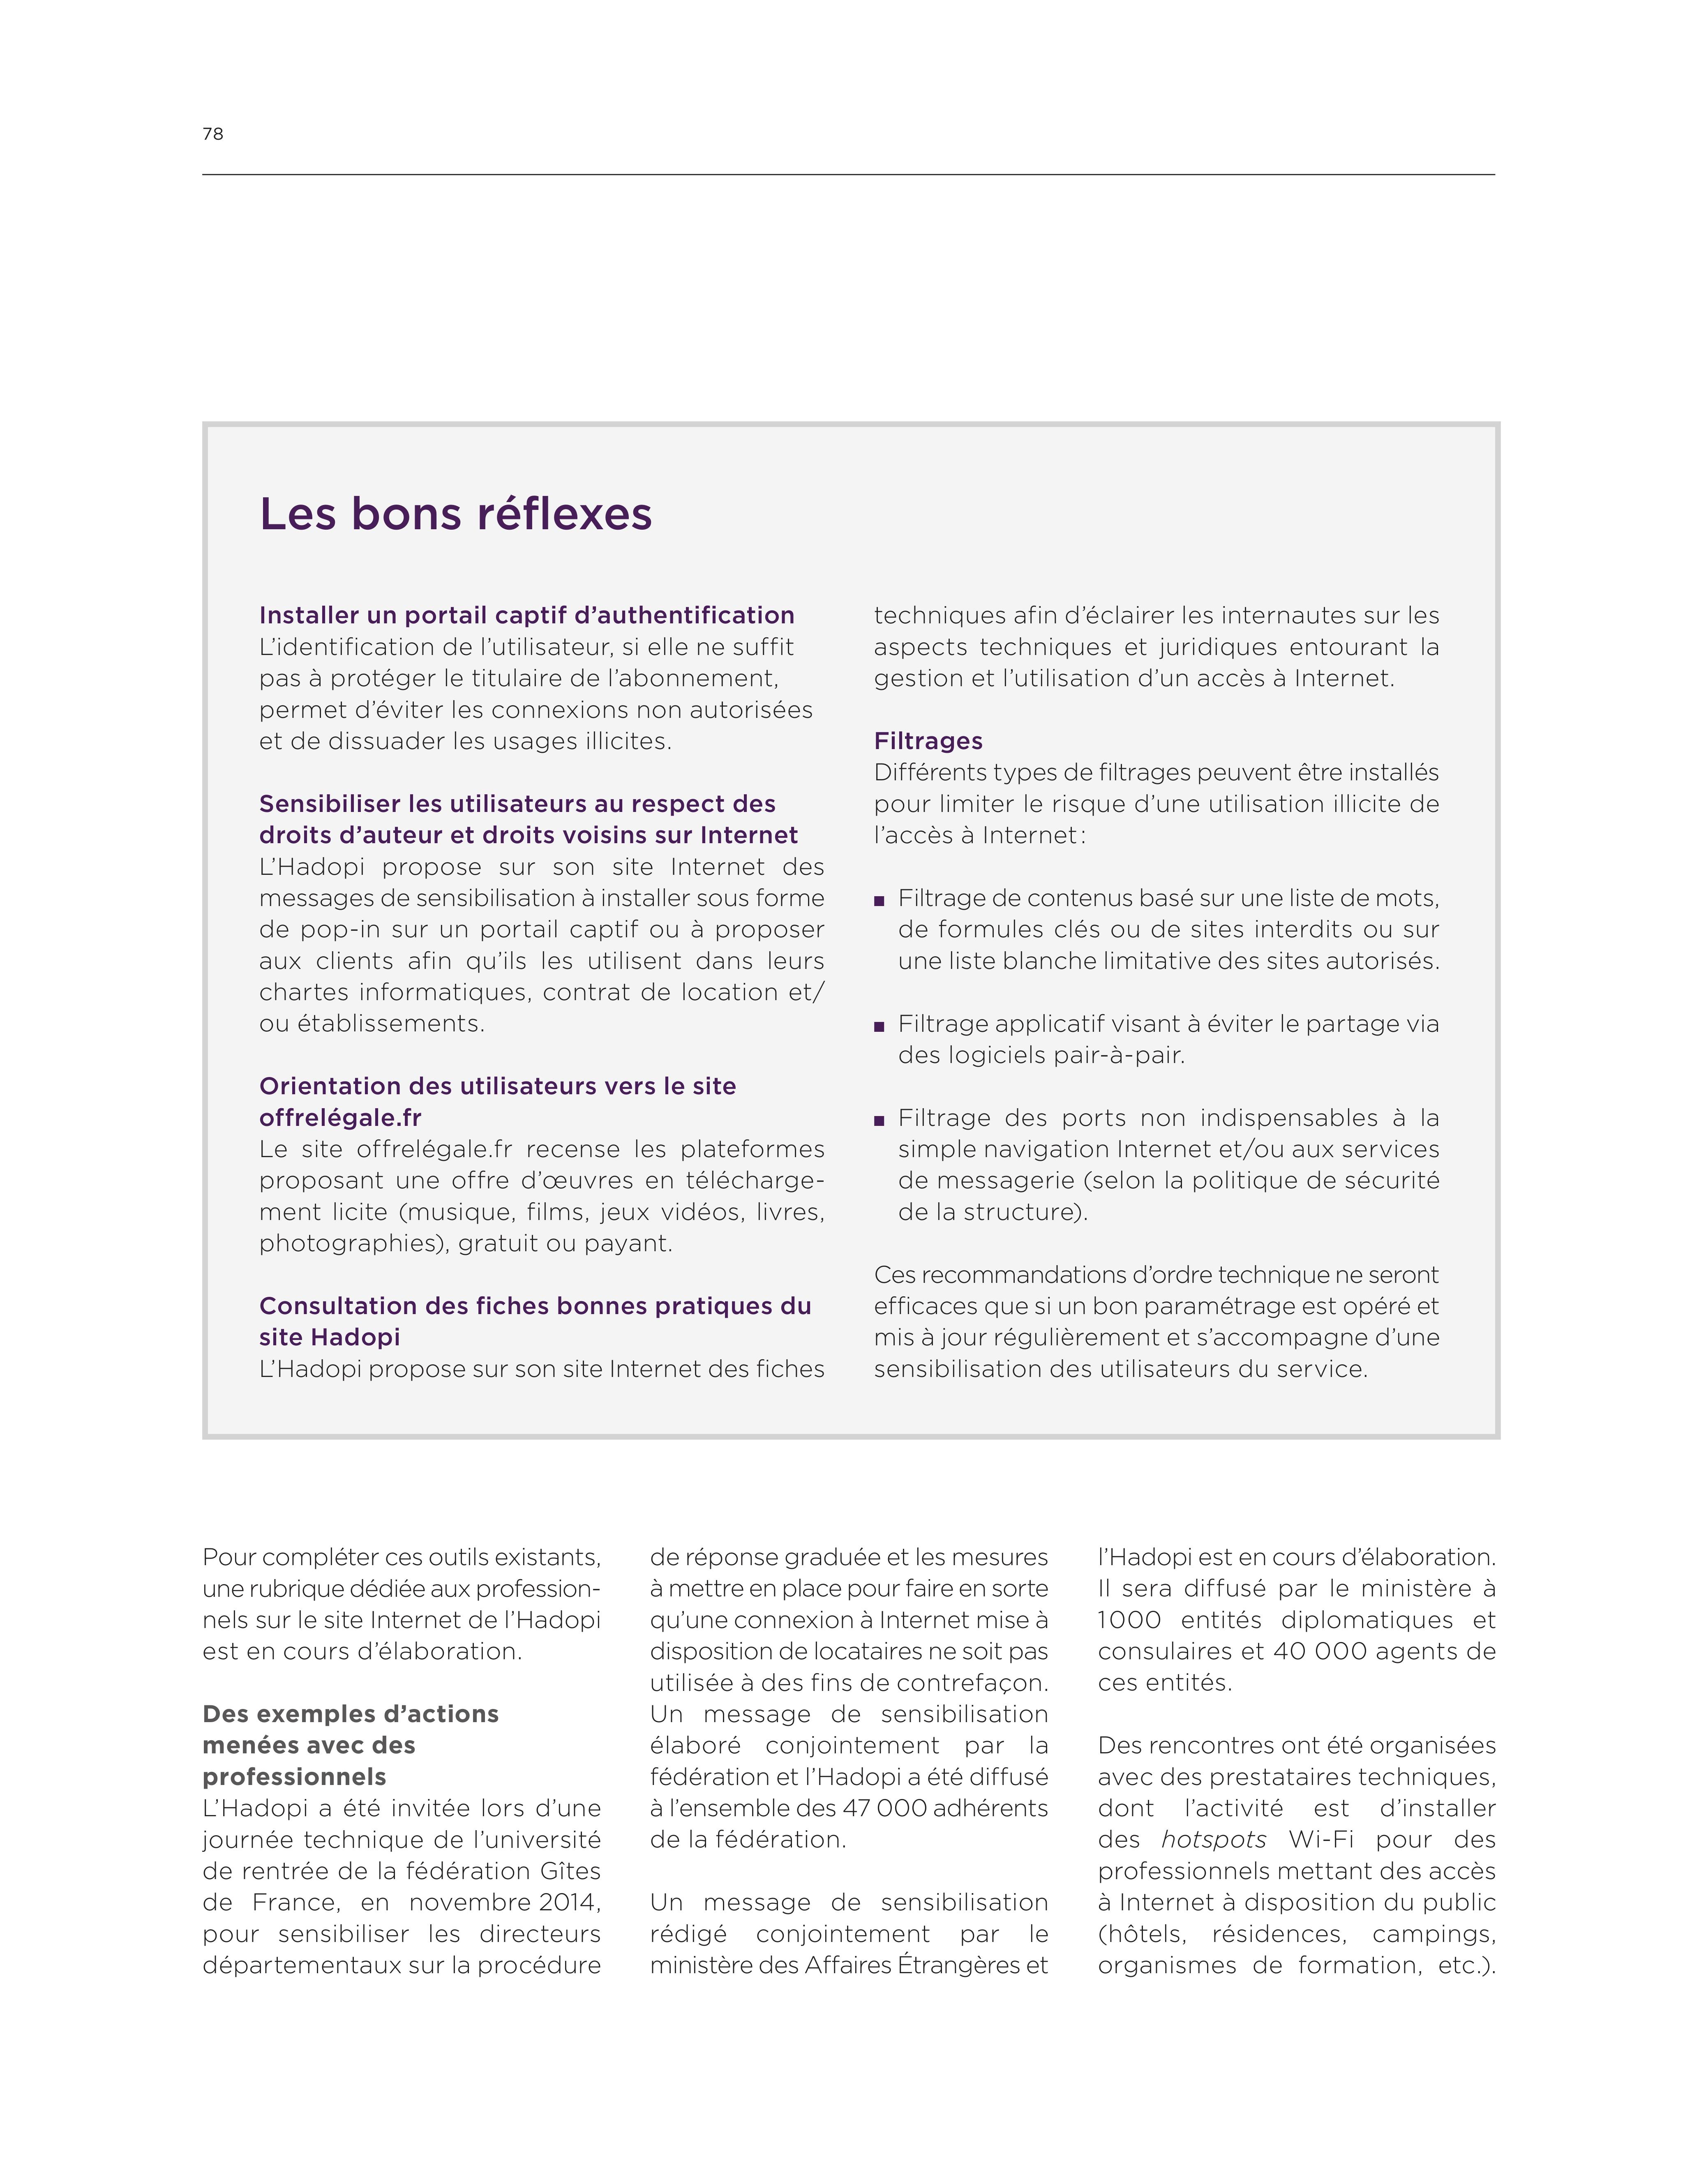 78
Les bons réflexes
Installer un portail captif d’authentification
L’identification de l’utilisateur, si elle ne suffit
pas à protéger le titulaire de l’abonnement,
permet d’éviter les connexions non autorisées
et de dissuader les usages illicites.
Sensibiliser les utilisateurs au respect des
droits d’auteur et droits voisins sur Internet
L’Hadopi propose sur son site Internet des
messages de sensibilisation à installer sous forme
de pop-in sur un portail captif ou à proposer
aux clients afin qu’ils les utilisent dans leurs
chartes informatiques, contrat de location et/
ou établissements.
Orientation des utilisateurs vers le site
offrelégale.fr
Le site offrelégale.fr recense les plateformes
proposant une offre d’œuvres en télécharge-
ment licite (musique, films, jeux vidéos, livres,
photographies), gratuit ou payant.
Consultation des fiches bonnes pratiques du
site Hadopi
L’Hadopi propose sur son site Internet des fiches
techniques afin d’éclairer les internautes sur les
aspects techniques et juridiques entourant la
gestion et l’utilisation d’un accès à Internet.
Filtrages
Différents types de filtrages peuvent être installés
pour limiter le risque d’une utilisation illicite de
l’accès à Internet :
■ Filtrage de contenus basé sur une liste de mots,
de formules clés ou de sites interdits ou sur
une liste blanche limitative des sites autorisés.
■ Filtrage applicatif visant à éviter le partage via
des logiciels pair-à-pair.
■ Filtrage des ports non indispensables à la
simple navigation Internet et/ou aux services
de messagerie (selon la politique de sécurité
de la structure).
Ces recommandations d’ordre technique ne seront
efficaces que si un bon paramétrage est opéré et
mis à jour régulièrement et s’accompagne d’une
sensibilisation des utilisateurs du service.
Pour compléter ces outils existants,
une rubrique dédiée aux profession-
nels sur le site Internet de l’Hadopi
est en cours d’élaboration.
Des exemples d’actions
menées avec des
professionnels
L’Hadopi a été invitée lors d’une
journée technique de l’université
de rentrée de la fédération Gîtes
de France, en novembre 2014,
pour sensibiliser les directeurs
départementaux sur la procédure
de réponse graduée et les mesures
à mettre en place pour faire en sorte
qu’une connexion à Internet mise à
disposition de locataires ne soit pas
utilisée à des fins de contrefaçon.
Un message de sensibilisation
élaboré conjointement par la
fédération et l’Hadopi a été diffusé
à l’ensemble des 47 000 adhérents
de la fédération.
Un message de sensibilisation
rédigé conjointement par le
ministère des Affaires Étrangères et
l’Hadopi est en cours d’élaboration.
Il sera diffusé par le ministère à
1000 entités diplomatiques et
consulaires et 40 000 agents de
ces entités.
Des rencontres ont été organisées
avec des prestataires techniques,
dont l’activité est d’installer
des hotspots Wi-Fi pour des
professionnels mettant des accès
à Internet à disposition du public
(hôtels, résidences, campings,
organismes de formation, etc.).